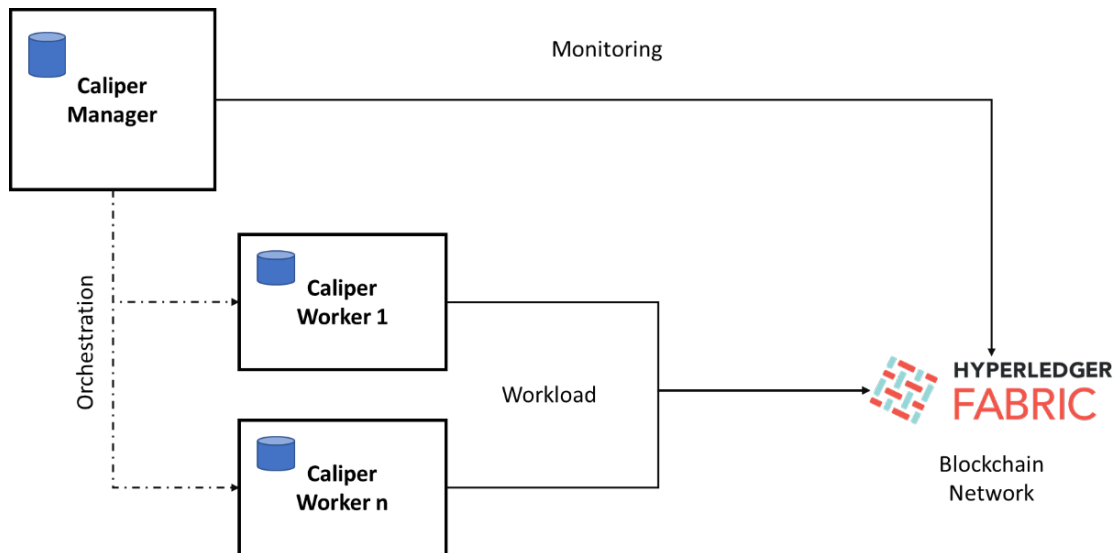 Caliper
Manager
Monitoring
Orchestration
Caliper
Worker 1
Workload
Caliper
Worker n
HYPERLEDGER
FABRIC
Blockchain
Network